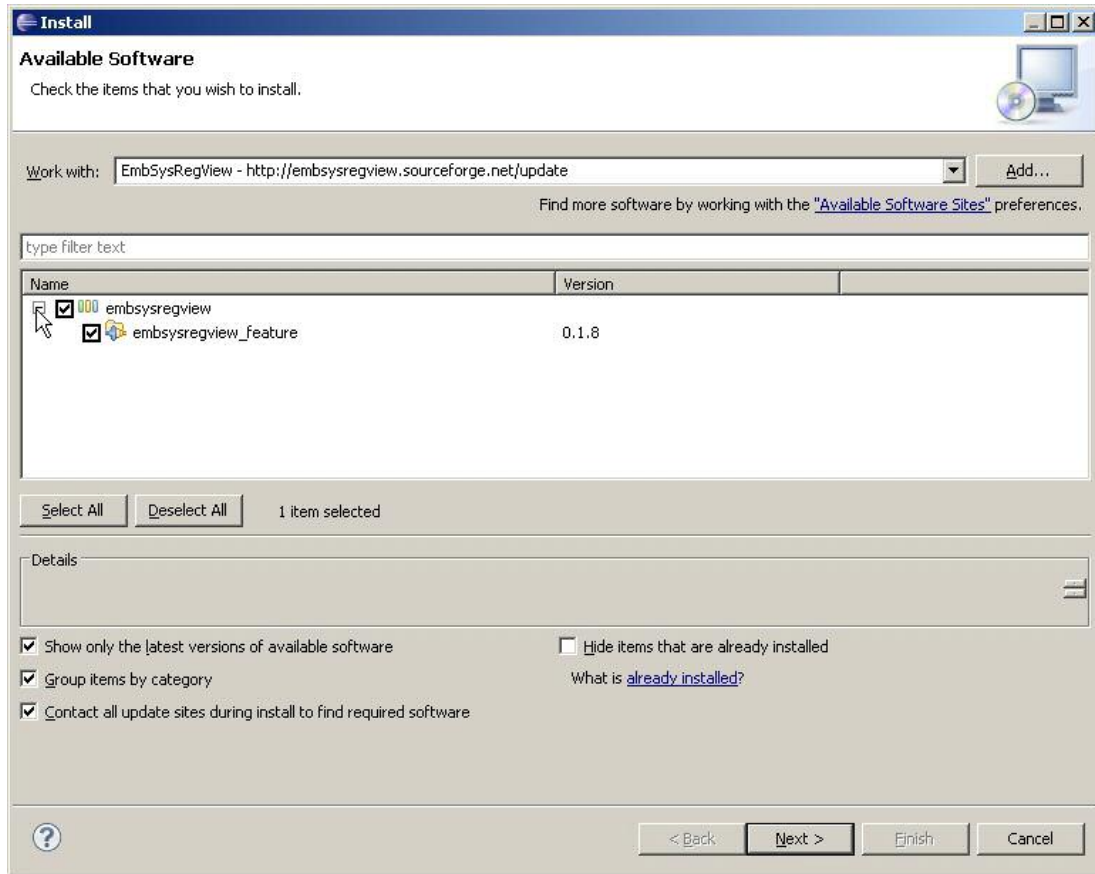 Install
Available Software
Check the items that you wish to install.
Work with: EmbSysRegView - http://embsysregview.sourceforge.net/update Add...
Find more software by working with the "Available Software Sites" preferences.
type filter text
Name Version
embsysregview
embsysregview_feature 0.1.8
Select All Deselect All 1 item selected
Details
Show only the latest versions of available software Hide items that are already installed
Group items by category What is already installed?
Contact all update sites during install to find required software
? < Back Next > Finish Cancel